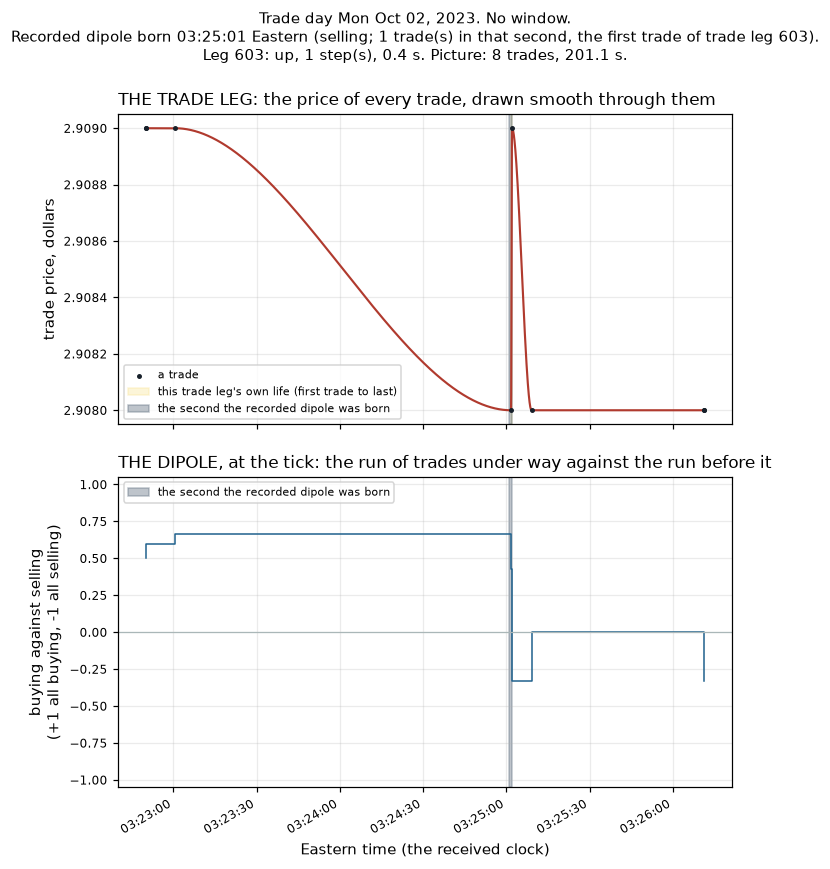 Trade day Mon Oct 02, 2023. No window.
Recorded dipole born 03:25:01 Eastern (selling; 1 trade(s) in that second, the first trade of trade leg 603).
Leg 603: up, 1 step(s), 0.4 s. Picture: 8 trades, 201.1 s.
THE TRADE LEG: the price of every trade, drawn smooth through them
2.9090
2.9088
2.9086
2.9084
2.9082
2.9080
trade price, dollars
a trade
this trade leg's own life (first trade to last)
the second the recorded dipole was born
THE DIPOLE, at the tick: the run of trades under way against the run before it
the second the recorded dipole was born
1.00
0.75
0.50
0.25
0.00
−0.25
−0.50
−0.75
−1.00
buying against selling
(+1 all buying, -1 all selling)
03:23:00
03:23:30
03:24:00
03:24:30
03:25:00
03:25:30
03:26:00
Eastern time (the received clock)